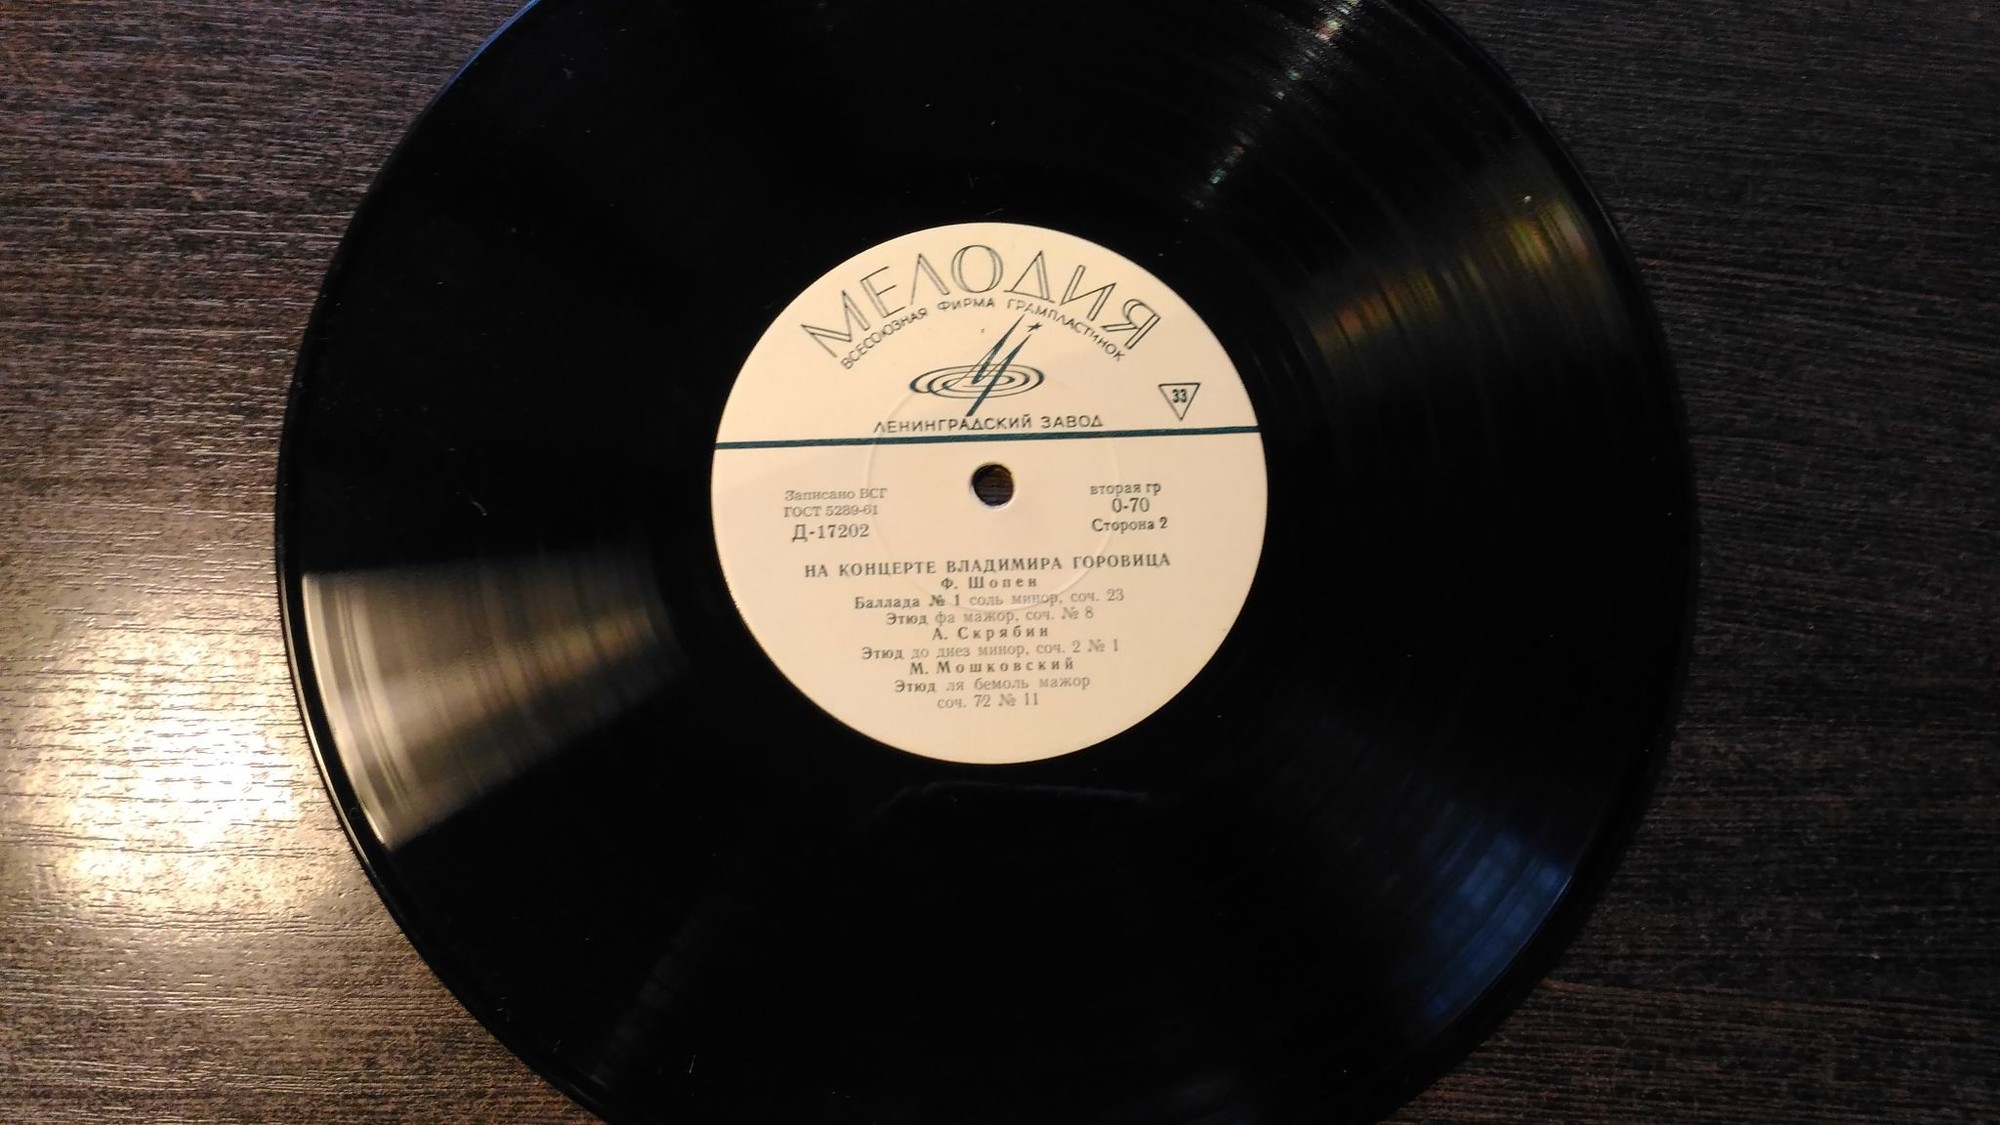 МЕЛОДИЯ
ВСЕСОЮЗНАЯ ФИРМА ГРАМПЛАСТИНОК
33
ЛЕНИНГРАДСКИЙ ЗАВОД
Записано ВСГ
ГОСТ 5289-61
Д-17202
вторая гр
0-70
Сторона 2
НА КОНЦЕРТЕ ВЛАДИМИРА ГОРОВИЦА
Ф. Шопен
Баллада № 1 соль минор, соч. 23
Этюд фа мажор, соч. № 8
А. Скрябин
Этюд до диез минор, соч. 2 № 1
М. Мошковский
Этюд ля бемоль мажор
соч. 72 № 11